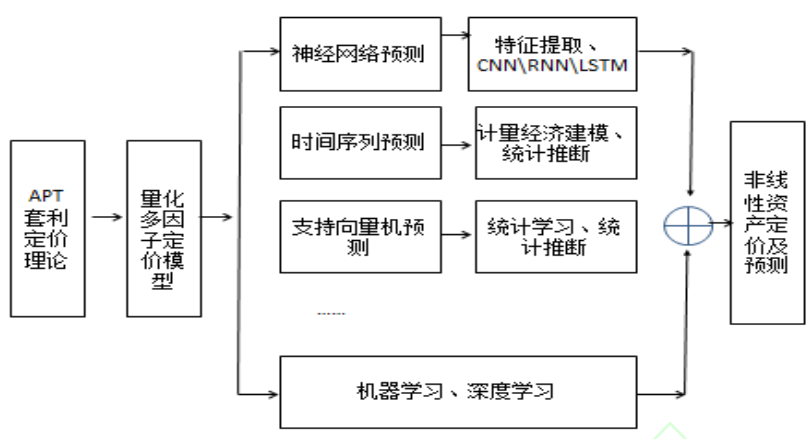 APT
套利
定价
理论
量化
多因
子定
价模
型
神经网络预测
特征提取、
CNN\RNN\LSTM
时间序列预测
计量经济建模、
统计推断
支持向量机预
测
统计学习、统
计推断
……
机器学习、深度学习
非线
性资
产定
价及
预测